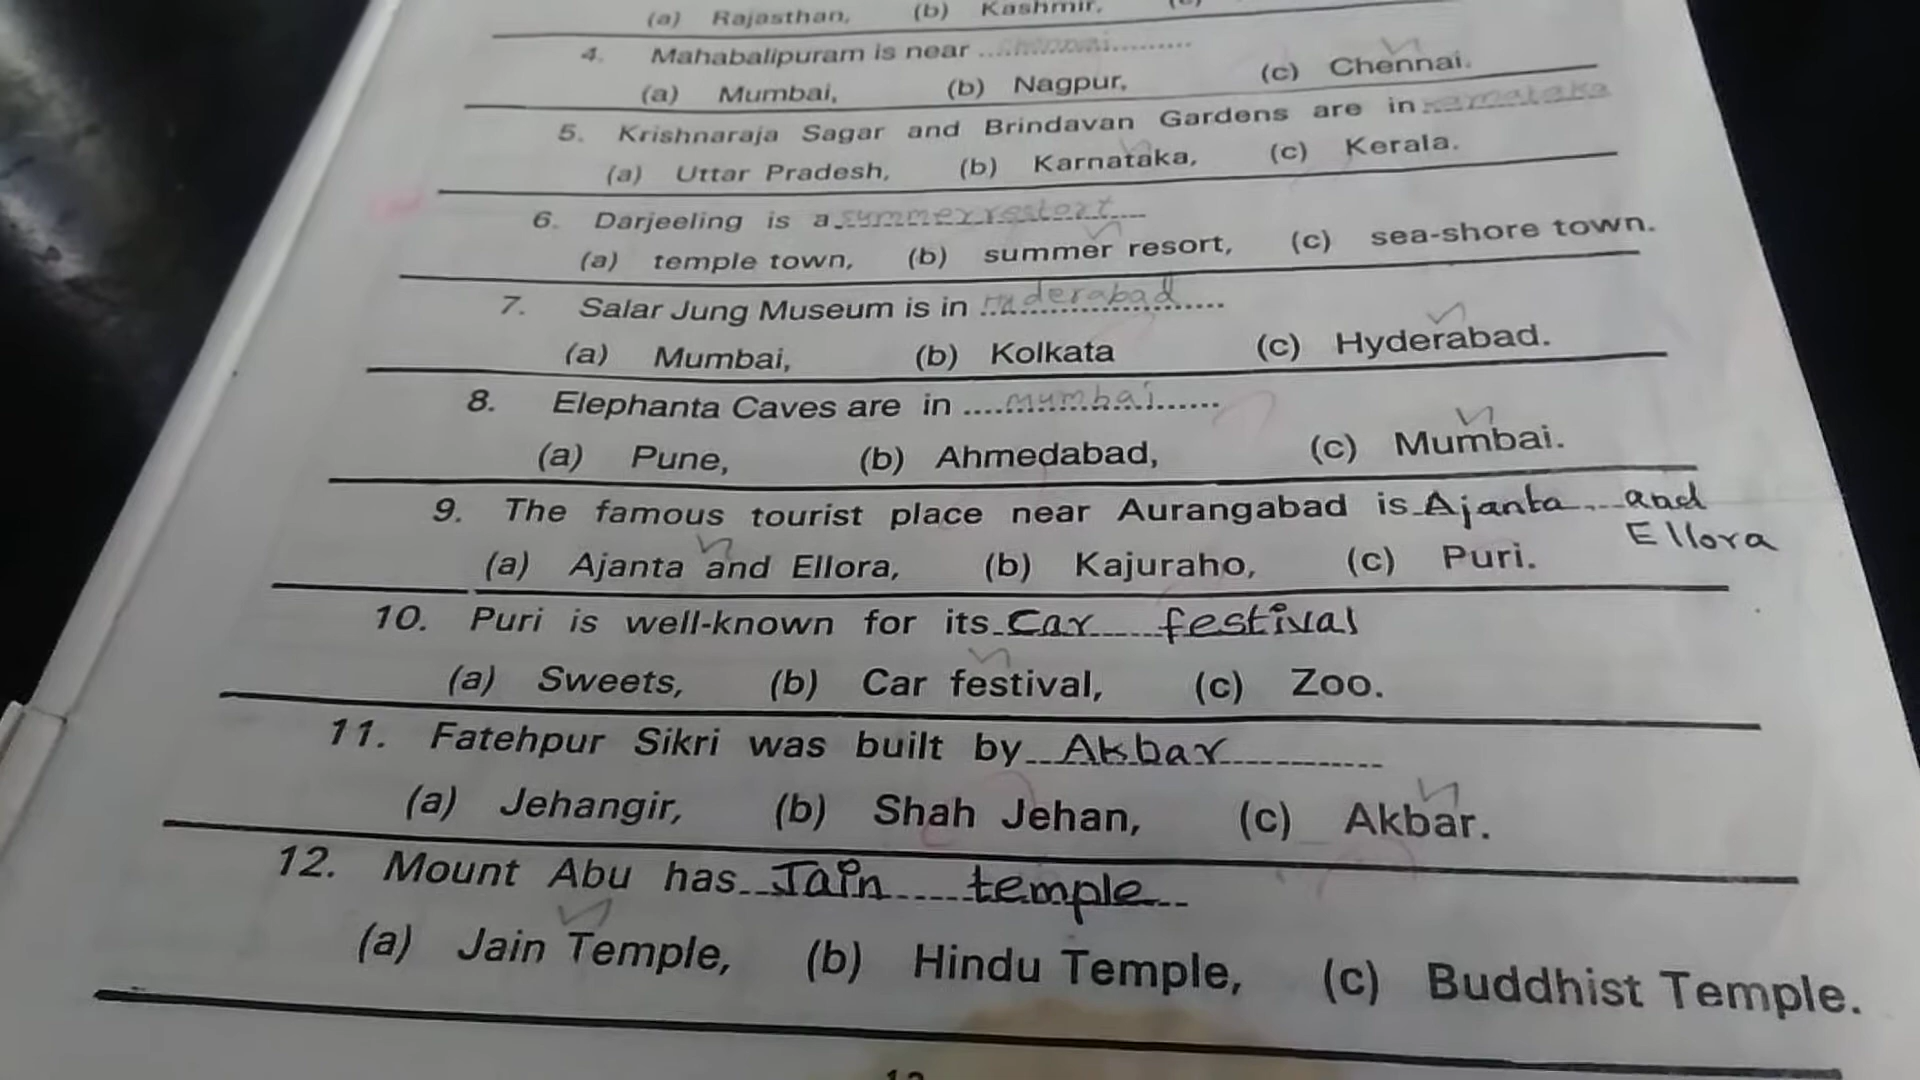 (a) Rajasthan, (b) Kashmir,
4. Mahabalipuram is near
(a) Mumbai, (b) Nagpur, (c) Chennai.
5. Krishnaraja Sagar and Brindavan Gardens are in karnataka
(a) Uttar Pradesh, (b) Karnataka, (c) Kerala.
6. Darjeeling is a summer restort
(a) temple town, (b) summer resort, (c) sea-shore town.
7. Salar Jung Museum is in
(a) Mumbai, (b) Kolkata (c) Hyderabad.
8. Elephanta Caves are in mumbai
(a) Pune, (b) Ahmedabad, (c) Mumbai.
9. The famous tourist place near Aurangabad is Ajanta and
Ellora
(a) Ajanta and Ellora, (b) Kajuraho, (c) Puri.
10. Puri is well-known for its Car festival
(a) Sweets, (b) Car festival, (c) Zoo.
11. Fatehpur Sikri was built by Akbar
(a) Jehangir, (b) Shah Jehan, (c) Akbar.
12. Mount Abu has Jain temple
(a) Jain Temple, (b) Hindu Temple, (c) Buddhist Temple.